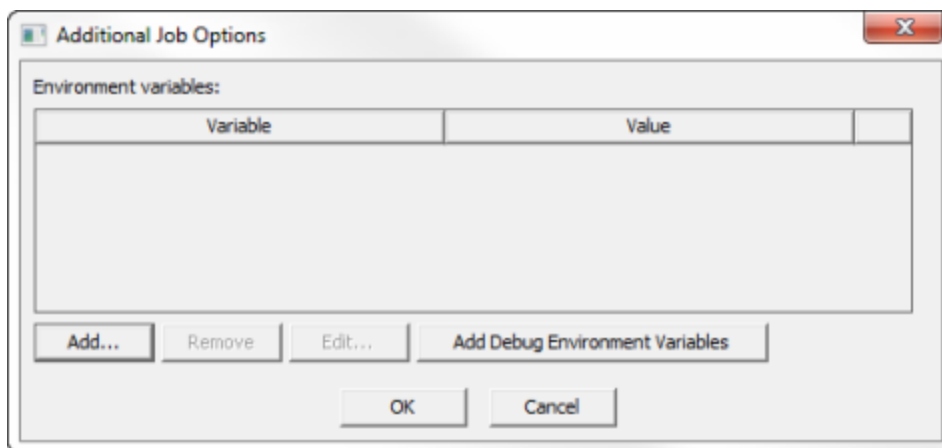 Additional Job Options
Environment variables:
Variable Value
Add... Remove Edit... Add Debug Environment Variables
OK Cancel